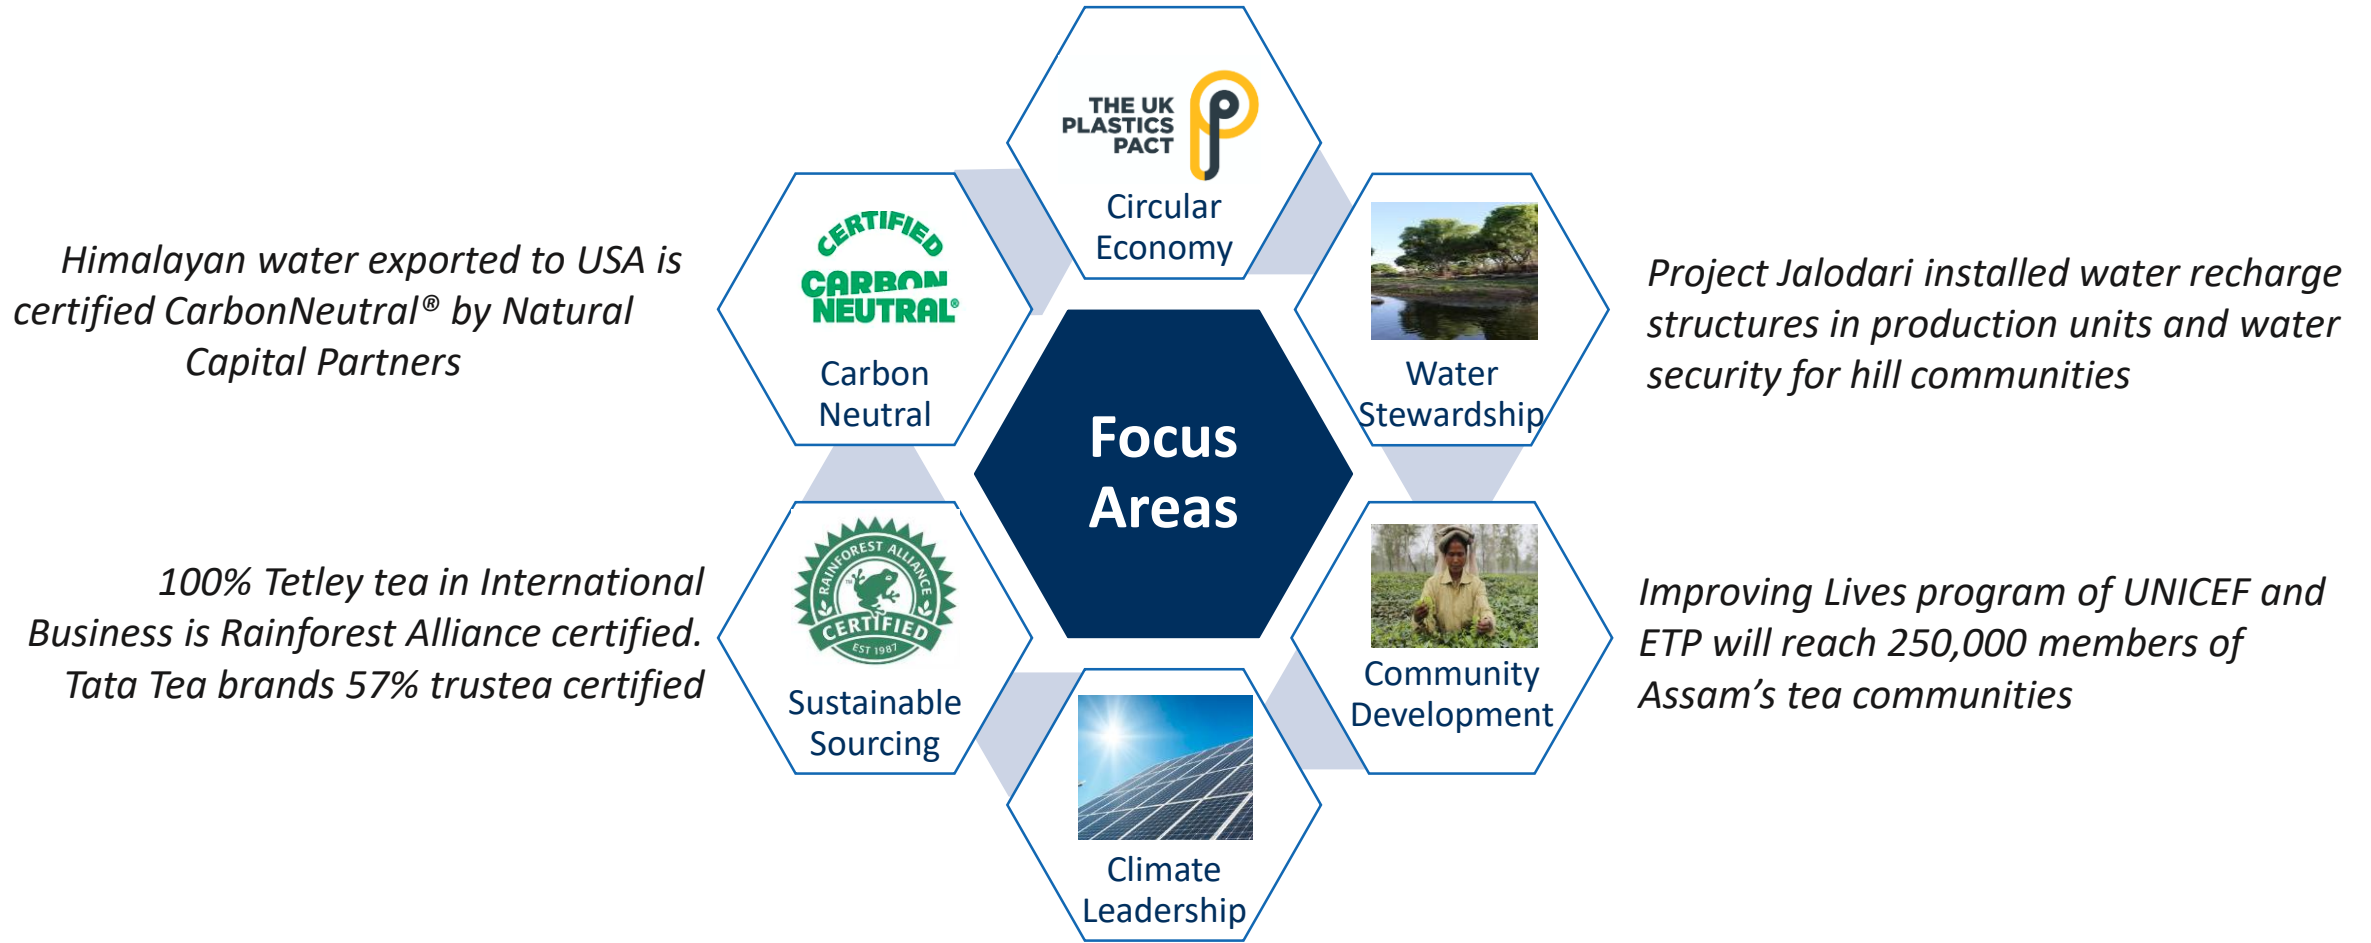 THE UK
PLASTICS
PACT
Circular
Economy
CERTIFIED
CARBON
NEUTRAL®
Carbon
Neutral
Himalayan water exported to USA is
certified CarbonNeutral® by Natural
Capital Partners
Water
Stewardship
Project Jalodari installed water recharge
structures in production units and water
security for hill communities
Focus
Areas
100% Tetley tea in International
Business is Rainforest Alliance certified.
Tata Tea brands 57% trustea certified
RAINFOREST ALLIANCE
TM
CERTIFIED
EST 1987
Sustainable
Sourcing
Community
Development
Improving Lives program of UNICEF and
ETP will reach 250,000 members of
Assam’s tea communities
Climate
Leadership